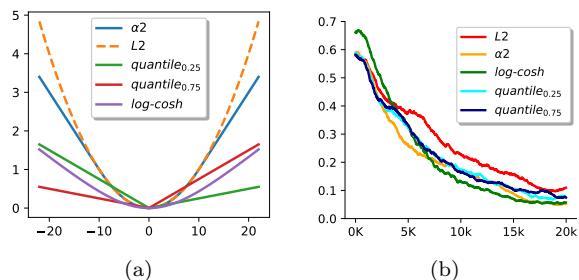 5
4
3
2
1
0
−20
−10
0
10
20
α2
L2
quantile0.25
quantile0.75
log-cosh
(a)
0.7
0.6
0.5
0.4
0.3
0.2
0.1
0.0
0K
5K
10k
15k
20k
L2
α2
log-cosh
quantile0.25
quantile0.75
(b)